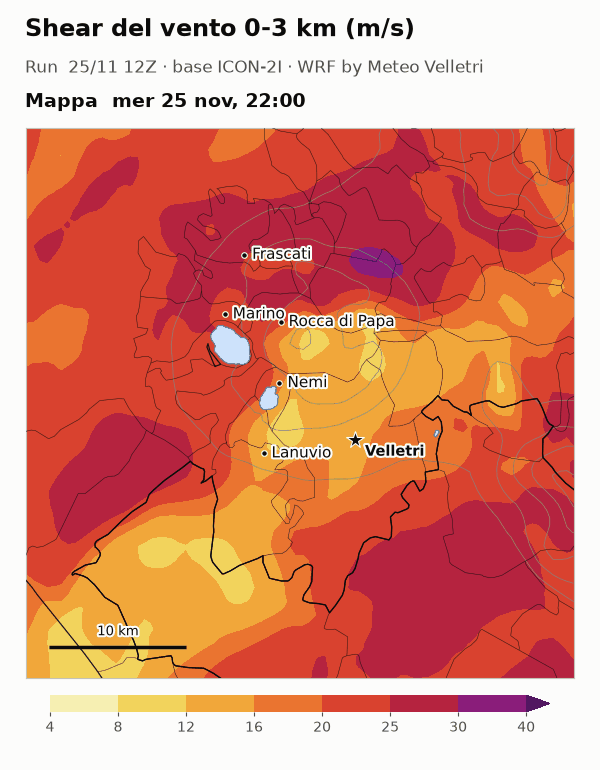 Shear del vento 0-3 km (m/s)
Run  25/11 12Z · base ICON-2I · WRF by Meteo Velletri
Mappa  mer 25 nov, 22:00
Frascati
Marino
Rocca di Papa
Nemi
Velletri
Lanuvio
10 km
4 8 12 16 20 25 30 40